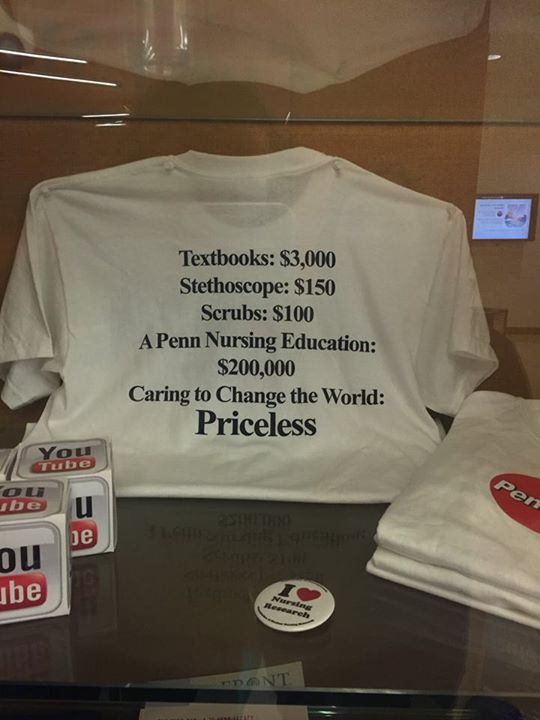 Textbooks: $3,000
Stethoscope: $150
Scrubs: $100
A Penn Nursing Education:
$200,000
Caring to Change the World:
Priceless
You
Tube
ou
ube
u
be
ou
ube
Pen
I ❤
Nursing
Research
FRONT